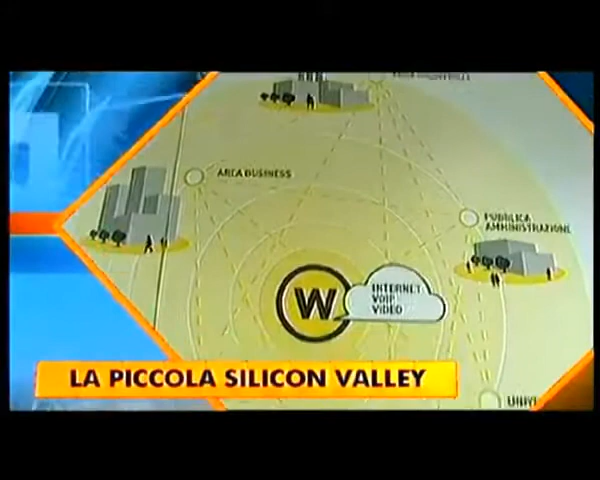 AREA BUSINESS
PUBBLICA
AMMINISTRAZIONE
W
INTERNET
VOIP
VIDEO
LA PICCOLA SILICON VALLEY